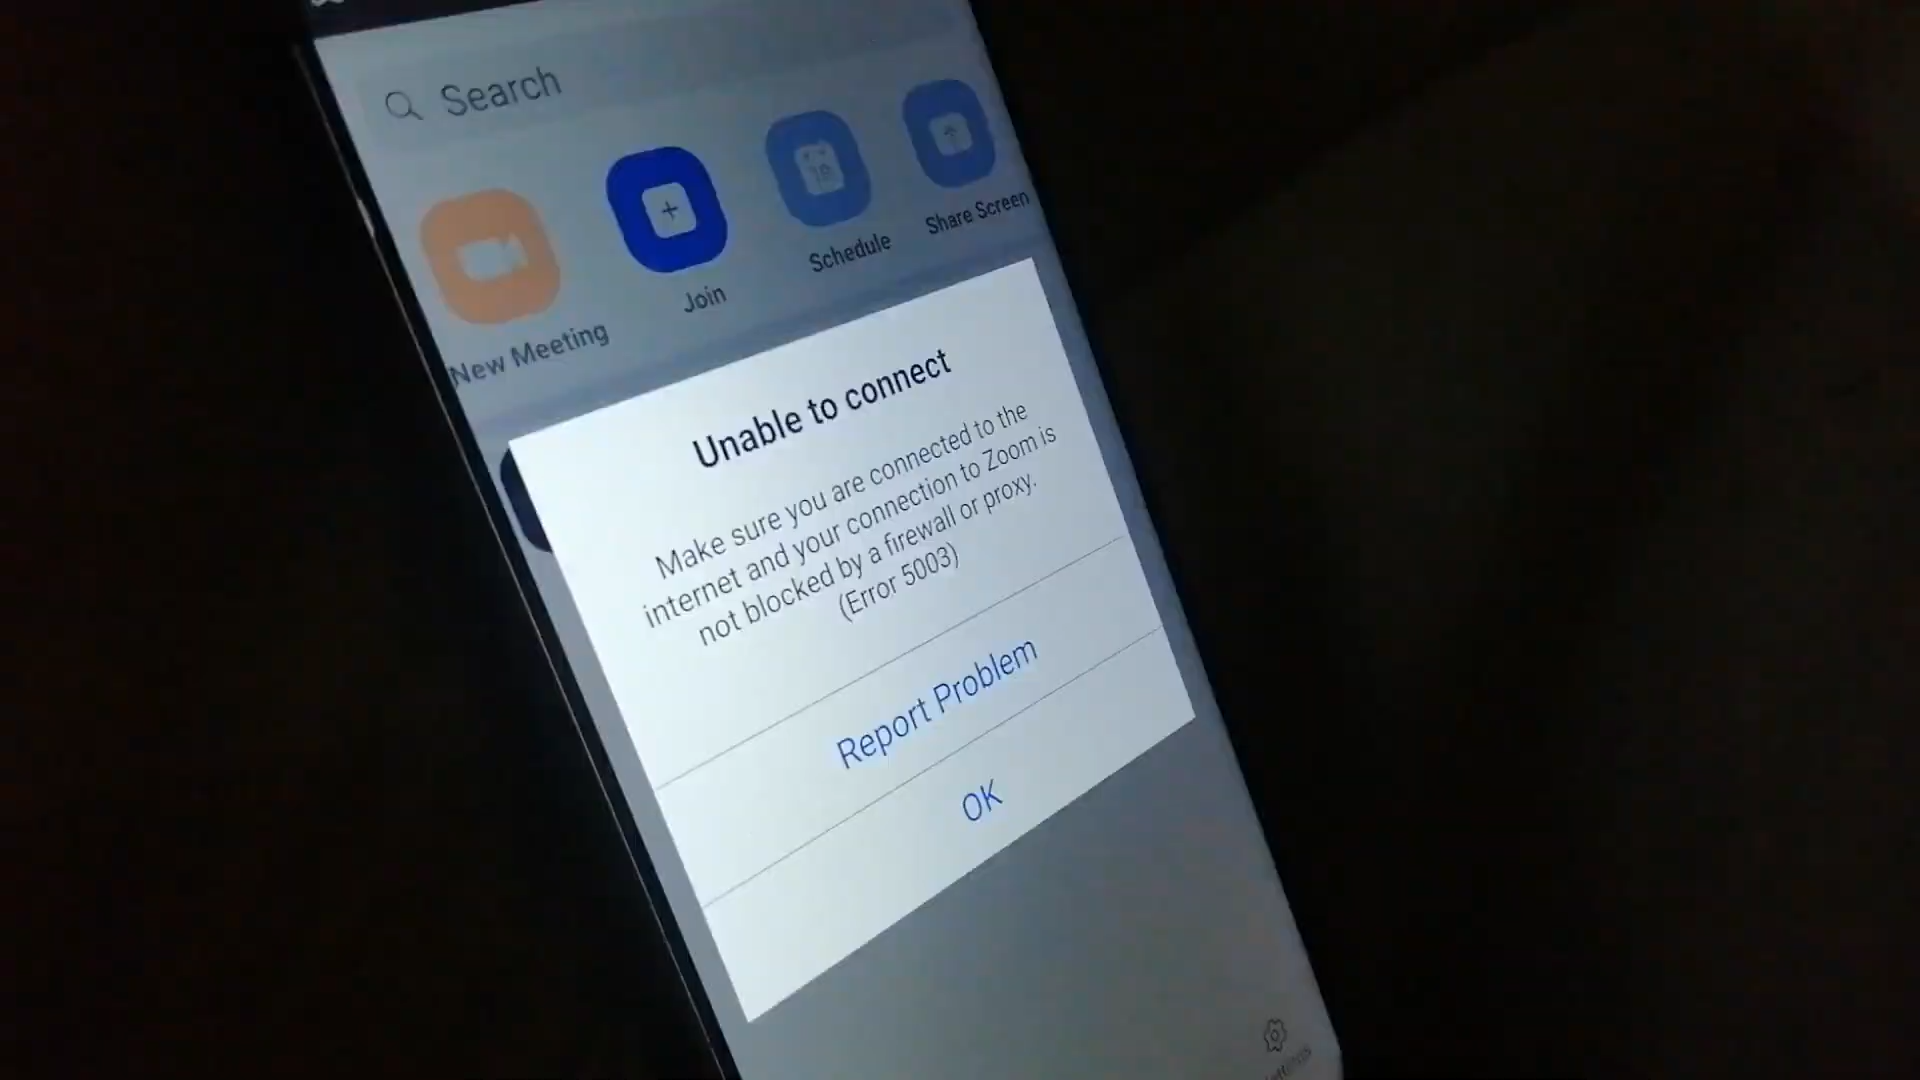 Search
New Meeting
Join
Schedule
Share Screen
Unable to connect
Make sure you are connected to the
internet and your connection to Zoom is
not blocked by a firewall or proxy.
(Error 5003)
Report Problem
OK